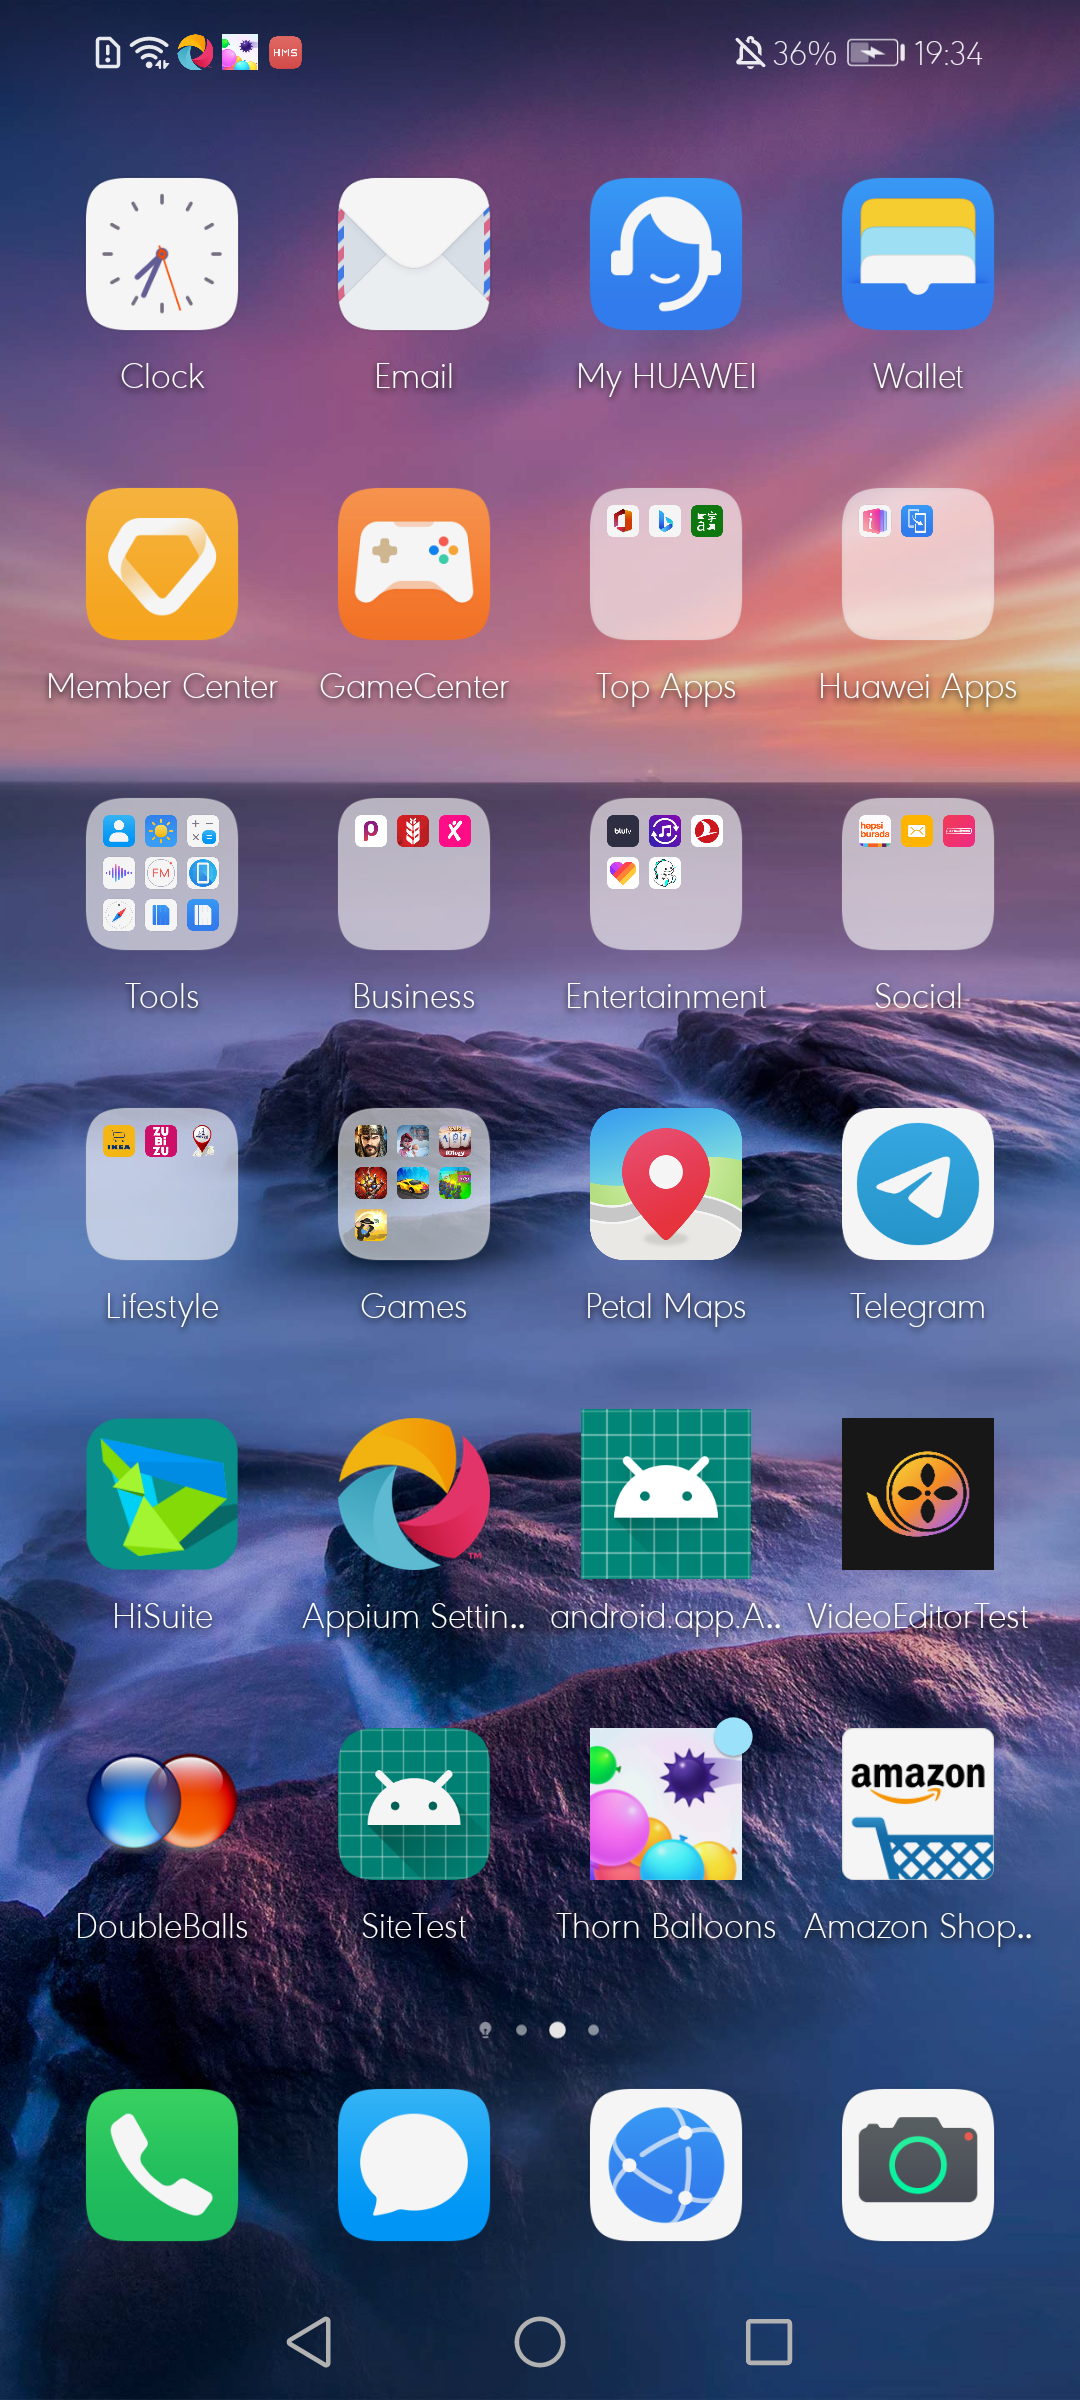 HMS 36% 19:34
Clock Email My HUAWEI Wallet
Member Center GameCenter Top Apps Huawei Apps
FM blutv hepsi burada
Tools Business Entertainment Social
IKEA ZU Bi ZU 101
Lifestyle Games Petal Maps Telegram
TM
HiSuite Appium Settin.. android.app.A.. VideoEditorTest
amazon
DoubleBalls SiteTest Thorn Balloons Amazon Shop..